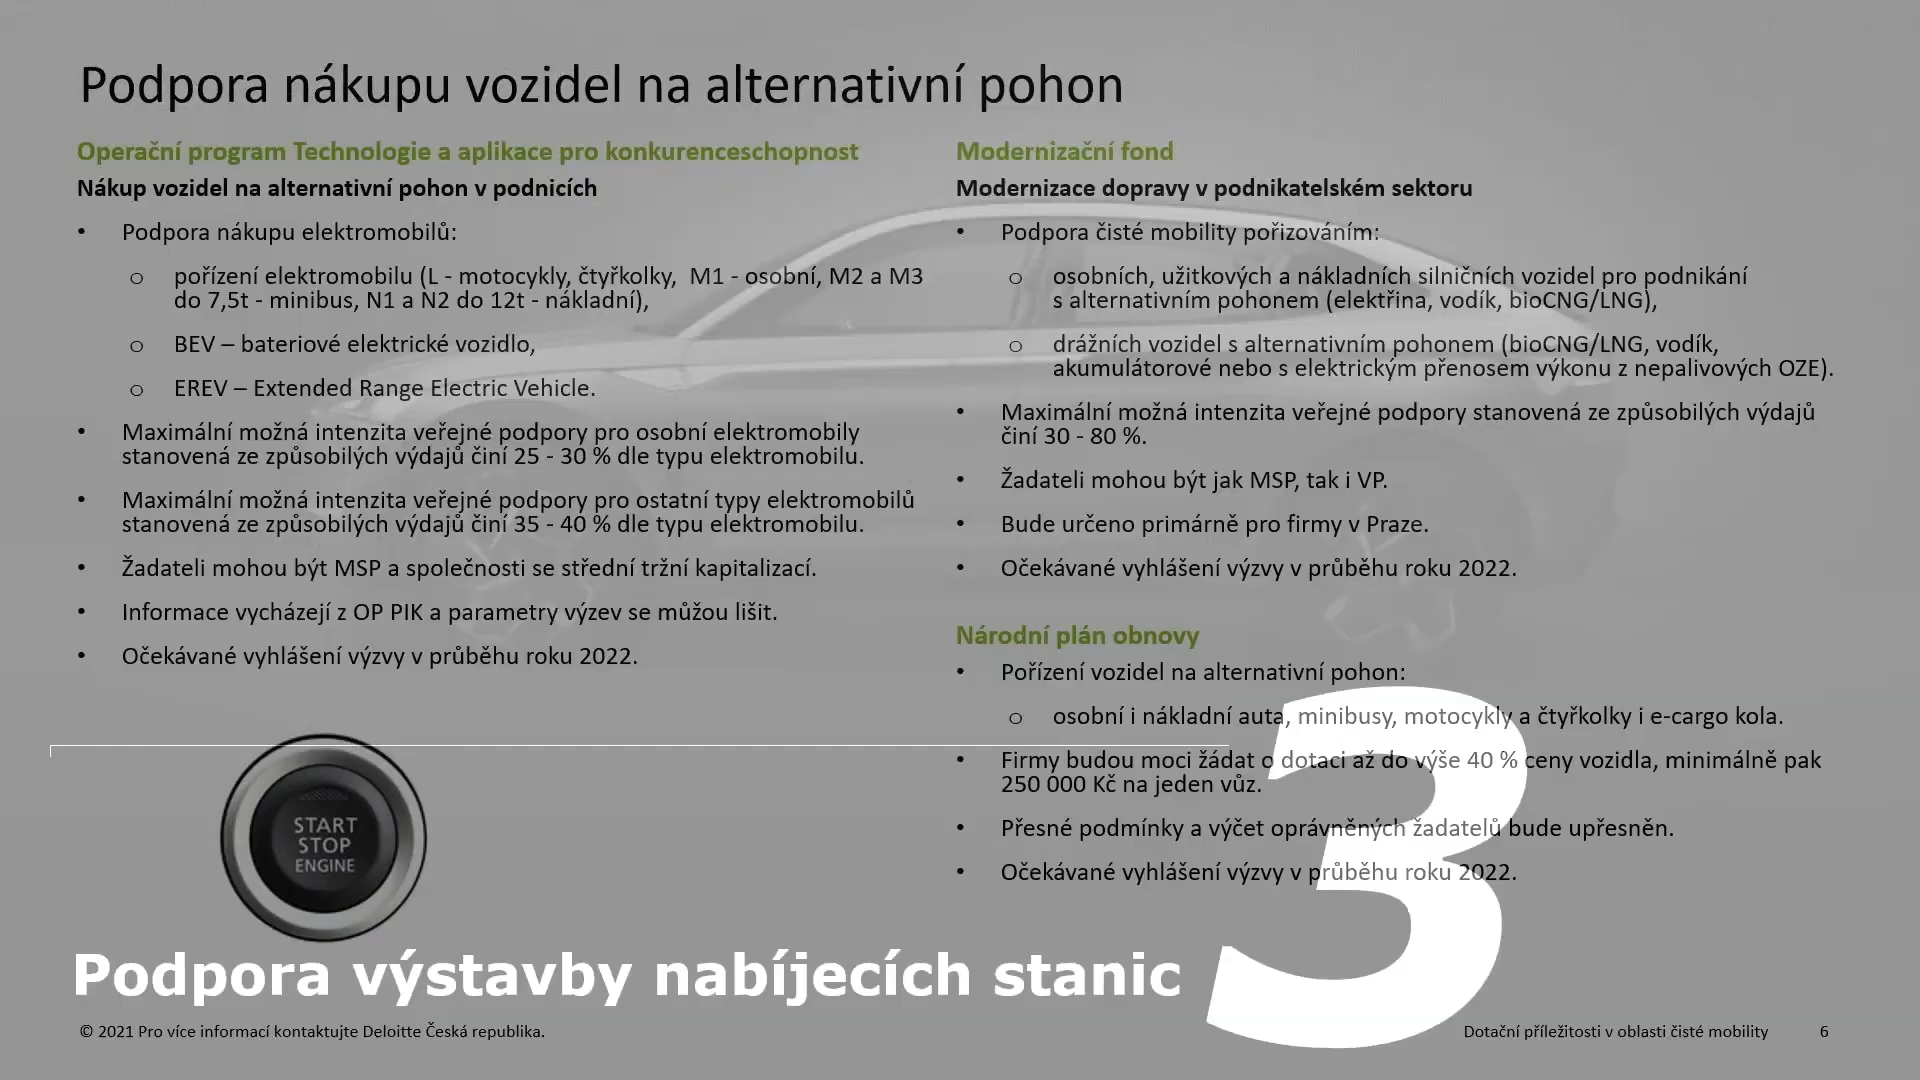 Podpora nákupu vozidel na alternativní pohon
Operační program Technologie a aplikace pro konkurenceschopnost
Nákup vozidel na alternativní pohon v podnicích
• Podpora nákupu elektromobilů:
o pořízení elektromobilu (L - motocykly, čtyřkolky, M1 - osobní, M2 a M3
do 7,5t - minibus, N1 a N2 do 12t - nákladní),
o BEV – bateriové elektrické vozidlo,
o EREV – Extended Range Electric Vehicle.
• Maximální možná intenzita veřejné podpory pro osobní elektromobily
stanovená ze způsobilých výdajů činí 25 - 30 % dle typu elektromobilu.
• Maximální možná intenzita veřejné podpory pro ostatní typy elektromobilů
stanovená ze způsobilých výdajů činí 35 - 40 % dle typu elektromobilu.
• Žadateli mohou být MSP a společnosti se střední tržní kapitalizací.
• Informace vycházejí z OP PIK a parametry výzev se můžou lišit.
• Očekávané vyhlášení výzvy v průběhu roku 2022.
Modernizační fond
Modernizace dopravy v podnikatelském sektoru
• Podpora čisté mobility pořizováním:
o osobních, užitkových a nákladních silničních vozidel pro podnikání
s alternativním pohonem (elektřina, vodík, bioCNG/LNG),
o drážních vozidel s alternativním pohonem (bioCNG/LNG, vodík,
akumulátorové nebo s elektrickým přenosem výkonu z nepalivových OZE).
• Maximální možná intenzita veřejné podpory stanovená ze způsobilých výdajů
činí 30 - 80 %.
• Žadateli mohou být jak MSP, tak i VP.
• Bude určeno primárně pro firmy v Praze.
• Očekávané vyhlášení výzvy v průběhu roku 2022.
Národní plán obnovy
• Pořízení vozidel na alternativní pohon:
o osobní i nákladní auta, minibusy, motocykly a čtyřkolky i e-cargo kola.
• Firmy budou moci žádat o dotaci až do výše 40 % ceny vozidla, minimálně pak
250 000 Kč na jeden vůz.
• Přesné podmínky a výčet oprávněných žadatelů bude upřesněn.
• Očekávané vyhlášení výzvy v průběhu roku 2022.
START
STOP
ENGINE
3
Podpora výstavby nabíjecích stanic
© 2021 Pro více informací kontaktujte Deloitte Česká republika.
Dotační příležitosti v oblasti čisté mobility 6